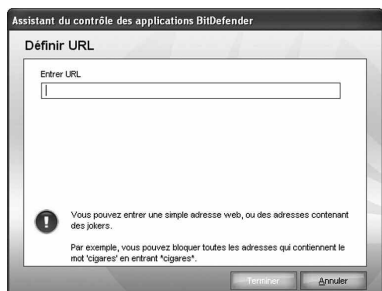 Assistant du contrôle des applications BitDefender
Définir URL
Entrer URL
Vous pouvez entrer une simple adresse web, ou des adresses contenant
des jokers.
Par exemple, vous pouvez bloquer toutes les adresses qui contiennent le
mot 'cigares' en entrant *cigares*.
Terminer
Annuler